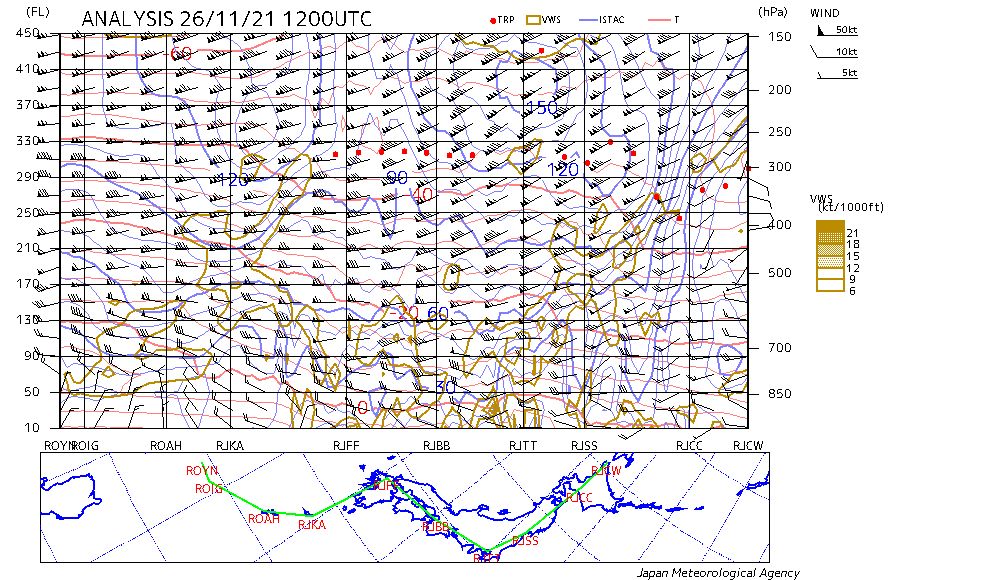 (FL) ANALYSIS 26/11/21 1200UTC TRP VWS ISTAC T (hPa) WIND
450 150 50kt
10kt
5kt
60
410
200
370 150
330 250
290 120 90 40 120 300
250 VWS
(kt/1000ft)
400
210 21
18
15
170 500 12
9
6
130 20 60
90 700
50 30 850
0
10
ROYN ROIG ROAH RJKA RJFF RJBB RJTT RJSS RJCC RJCW
ROYN RJCW
ROIG RJFF
RJCC
ROAH RJKA RJBB
RJSS
Japan Meteorological Agency